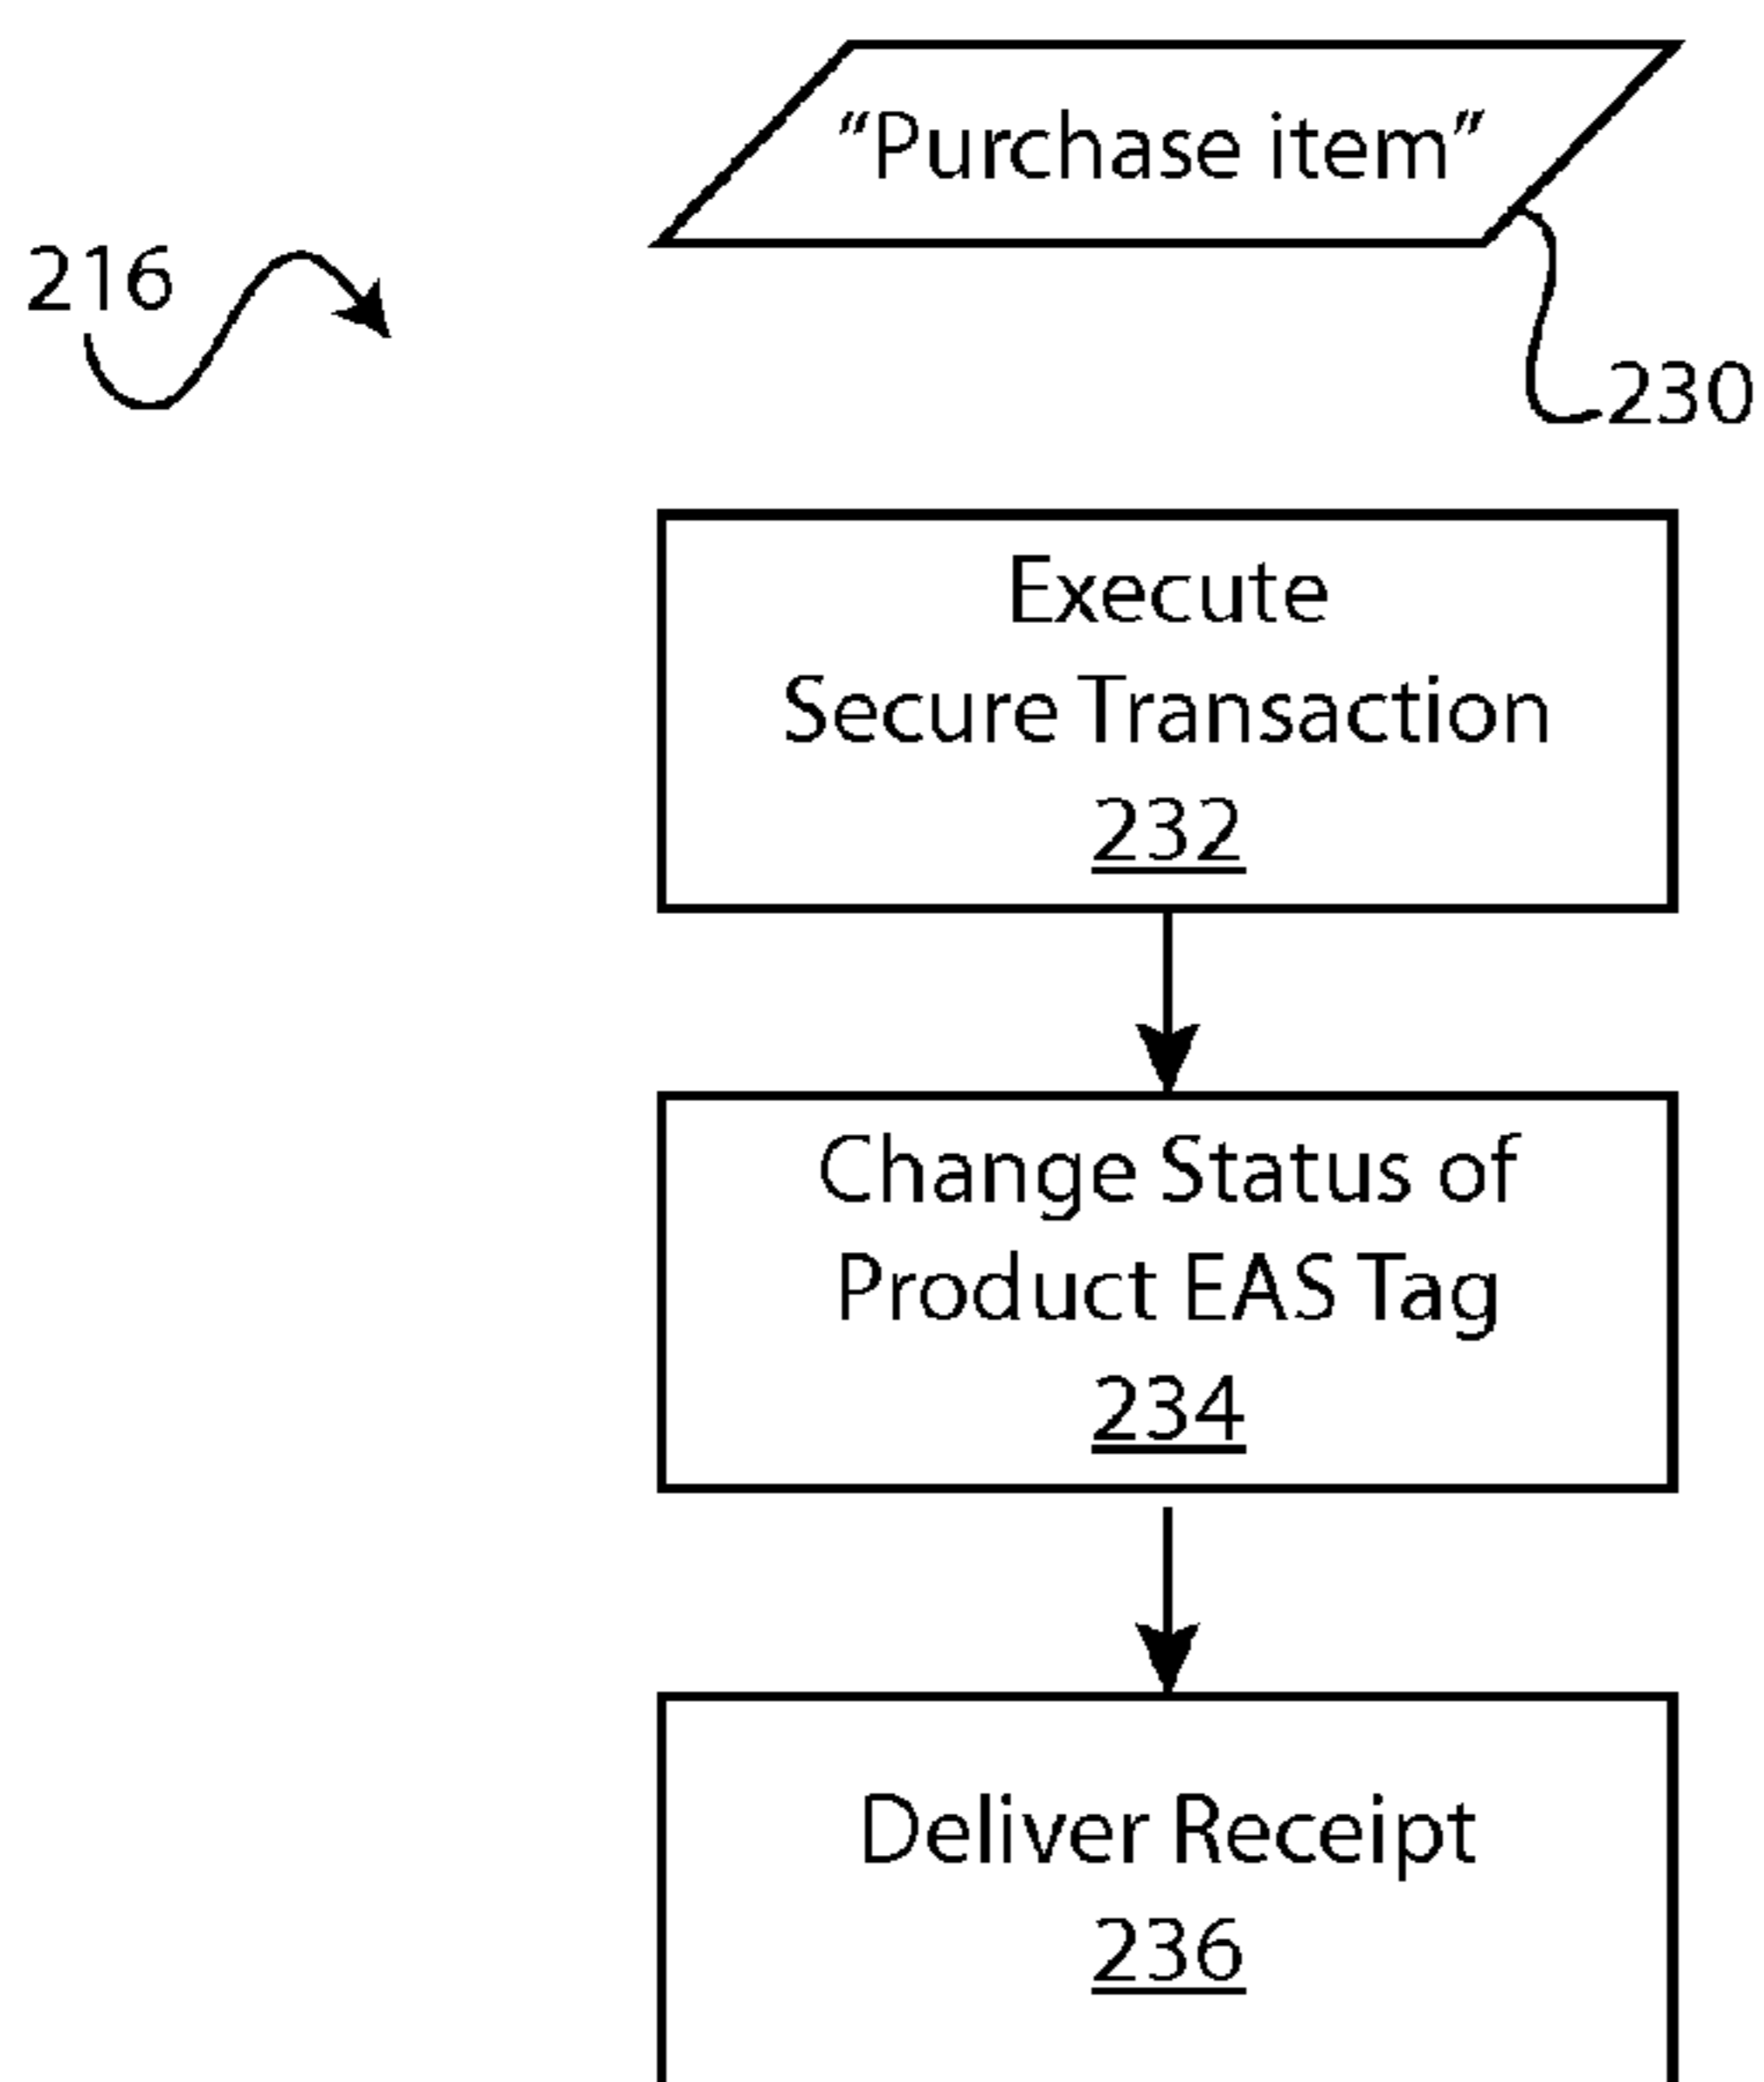 "Purchase item"
216
230
Execute
Secure Transaction
232
Change Status of
Product EAS Tag
234
Deliver Receipt
236